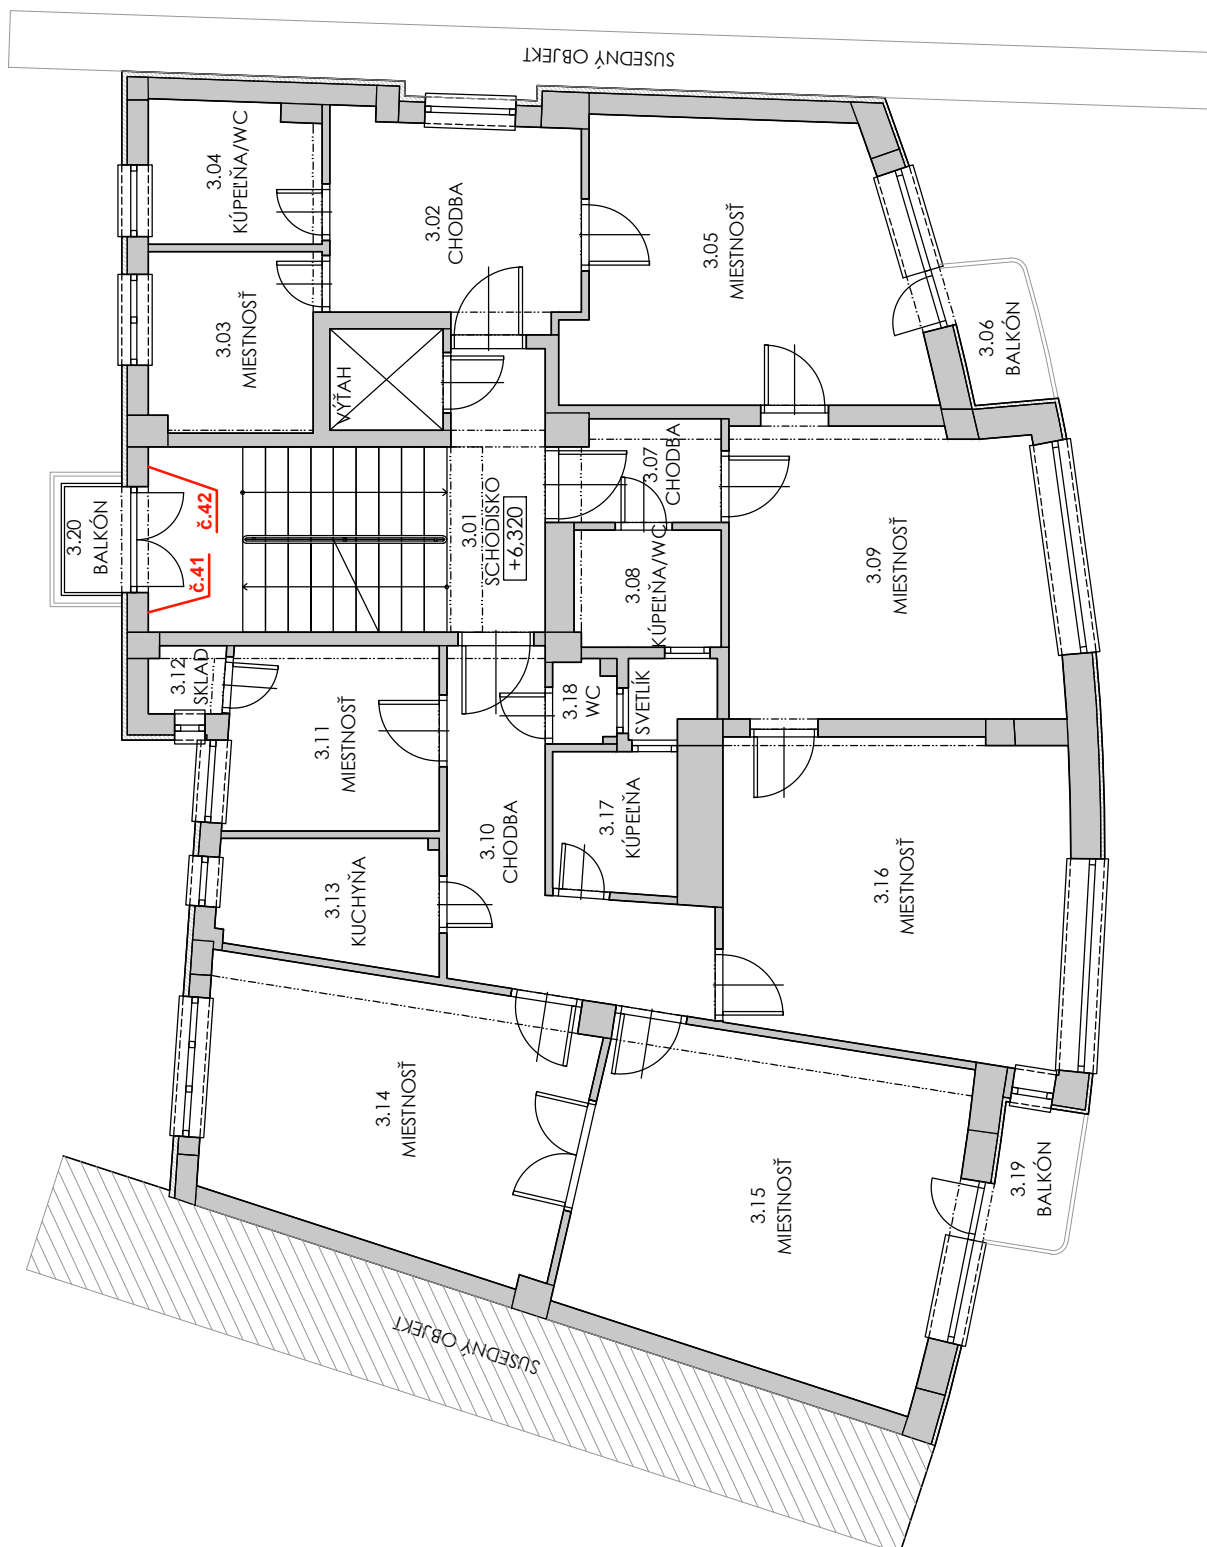 SUSEDNÝ OBJEKT
3.04
KÚPEĽŇA/WC
3.02
CHODBA
3.05
MIESTNOSŤ
3.03
MIESTNOSŤ
VÝŤAH
3.06
BALKÓN
3.07
CHODBA
3.20
BALKÓN
č.42
č.41
3.01
SCHODISKO
+6,320
3.08
KÚPEĽŇA/WC
3.09
MIESTNOSŤ
3.12
SKLAD
3.11
MIESTNOSŤ
3.18
WC
SVETLÍK
3.10
CHODBA
3.17
KÚPEĽŇA
3.13
KUCHYŇA
3.16
MIESTNOSŤ
3.14
MIESTNOSŤ
3.15
MIESTNOSŤ
3.19
BALKÓN
SUSEDNÝ OBJEKT